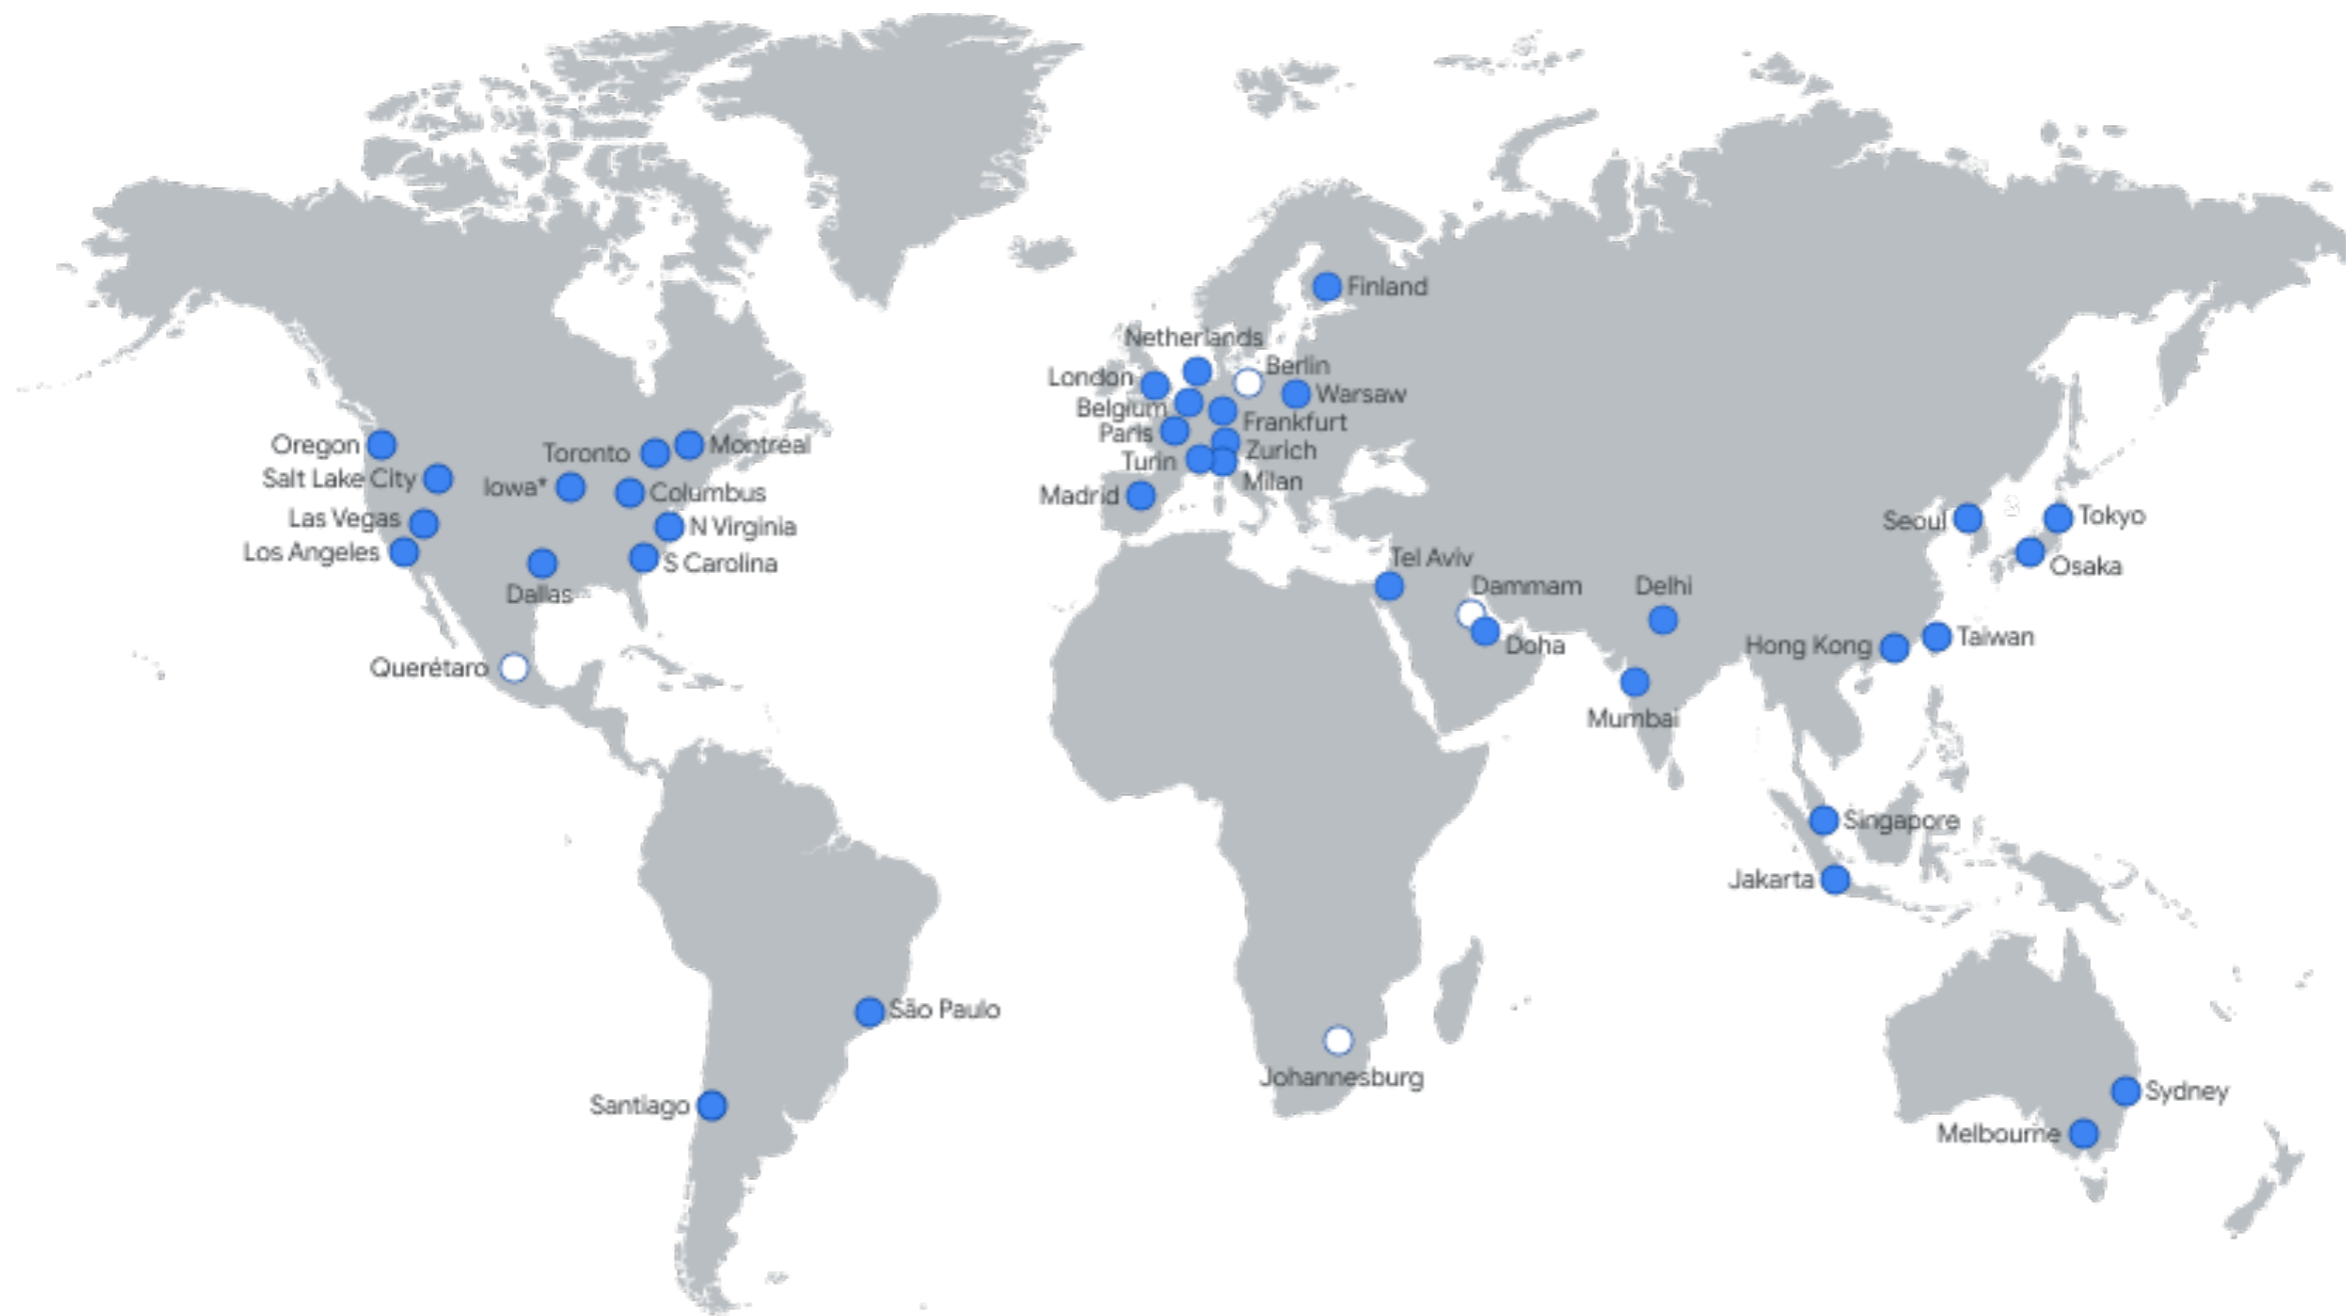 Finland
Netherlands
Berlin
London
Warsaw
Belgium
Frankfurt
Paris
Zurich
Turin
Milan
Madrid
Oregon
Toronto
Montréal
Salt Lake City
Iowa*
Columbus
Las Vegas
N Virginia
Los Angeles
S Carolina
Dallas
Querétaro
Seoul
Tokyo
Osaka
Tel Aviv
Dammam
Delhi
Doha
Hong Kong
Taiwan
Mumbai
Singapore
Jakarta
São Paulo
Johannesburg
Santiago
Sydney
Melbourne